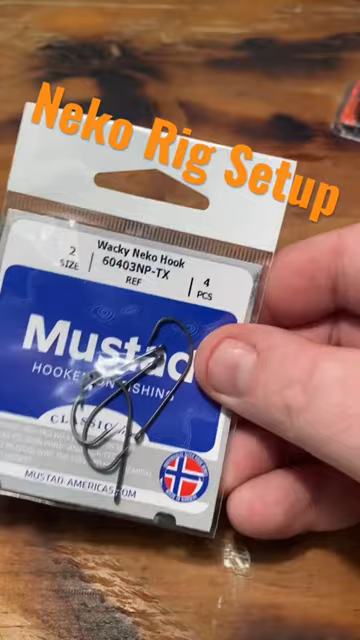 Neko Rig Setup
Wacky Neko Hook
2
SIZE
60403NP-TX
REF
4
PCS
Mustad
HOOKED ON FISHING
CLASSIC
MUSTAD-AMERICAS.COM